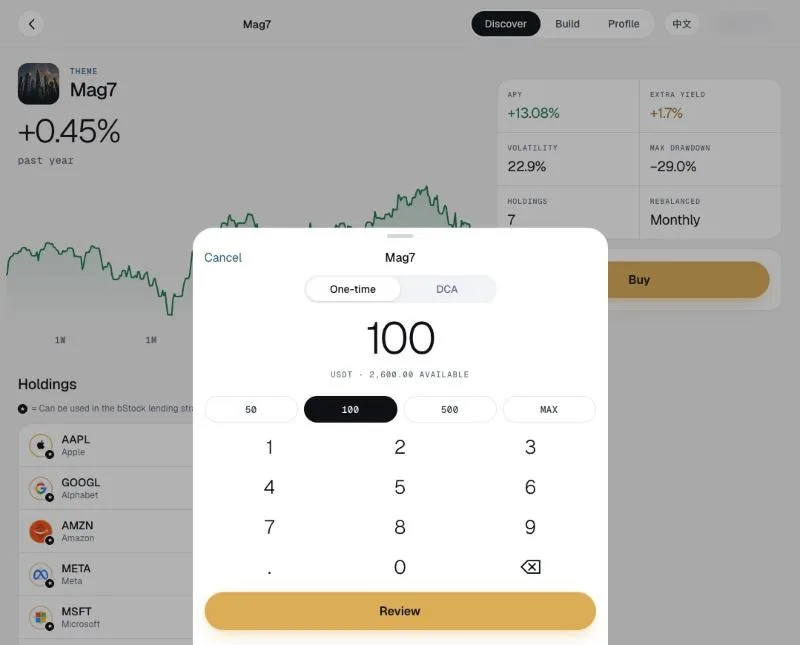 Mag7
Discover
Build
Profile
中文
THEME
Mag7
+0.45%
past year
APY
+13.08%
EXTRA YIELD
+1.7%
VOLATILITY
22.9%
MAX DRAWDOWN
-29.0%
HOLDINGS
7
REBALANCED
Monthly
Buy
1W
1M
Holdings
= Can be used in the bStock lending
AAPL
Apple
GOOGL
Alphabet
AMZN
Amazon
META
Meta
MSFT
Microsoft
Cancel
Mag7
One-time
DCA
100
USDT · 2,600.00 AVAILABLE
50
100
500
MAX
1
2
3
4
5
6
7
8
9
.
0
Review